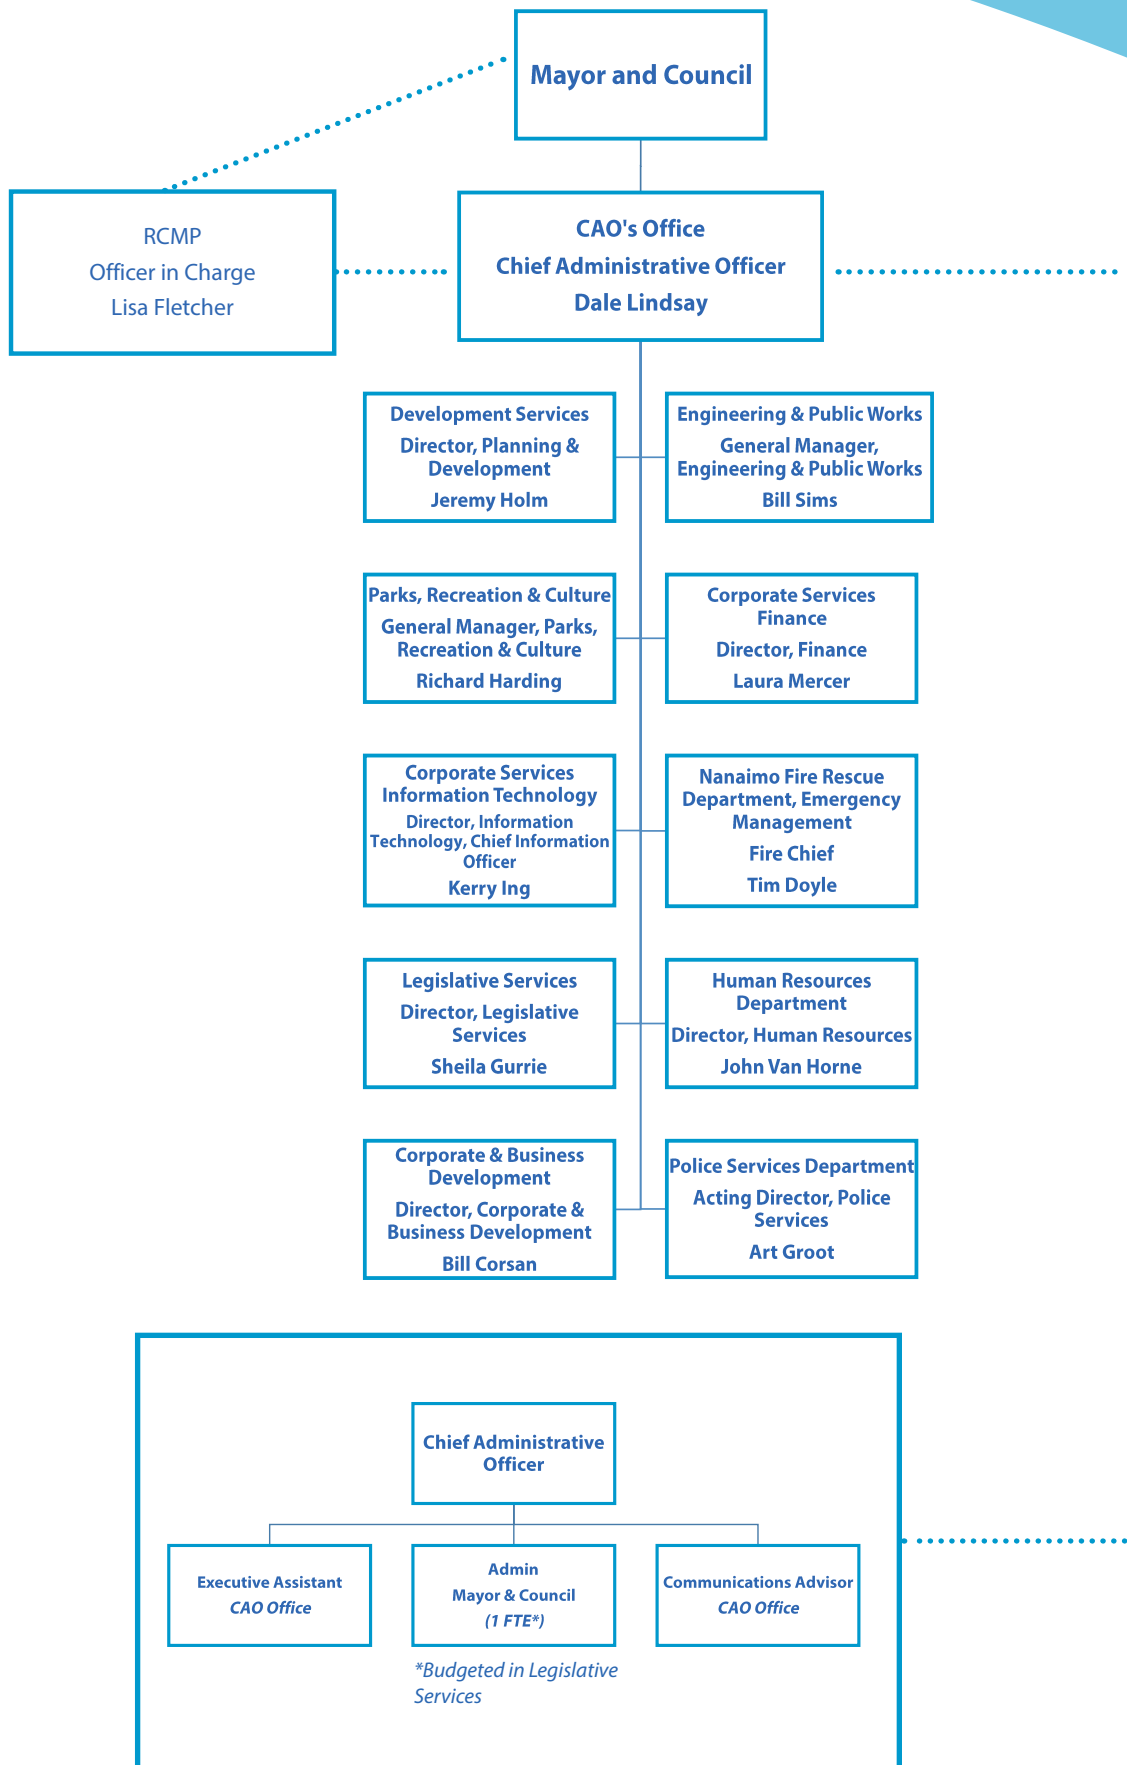 Mayor and Council
RCMP
Officer in Charge
Lisa Fletcher
CAO's Office
Chief Administrative Officer
Dale Lindsay
Development Services
Director, Planning &
Development
Jeremy Holm
Engineering & Public Works
General Manager,
Engineering & Public Works
Bill Sims
Parks, Recreation & Culture
General Manager, Parks,
Recreation & Culture
Richard Harding
Corporate Services
Finance
Director, Finance
Laura Mercer
Corporate Services
Information Technology
Director, Information
Technology, Chief Information
Officer
Kerry Ing
Nanaimo Fire Rescue
Department, Emergency
Management
Fire Chief
Tim Doyle
Legislative Services
Director, Legislative
Services
Sheila Gurrie
Human Resources
Department
Director, Human Resources
John Van Horne
Corporate & Business
Development
Director, Corporate &
Business Development
Bill Corsan
Police Services Department
Acting Director, Police
Services
Art Groot
Chief Administrative
Officer
Executive Assistant
CAO Office
Admin
Mayor & Council
(1 FTE*)
Communications Advisor
CAO Office
*Budgeted in Legislative
Services